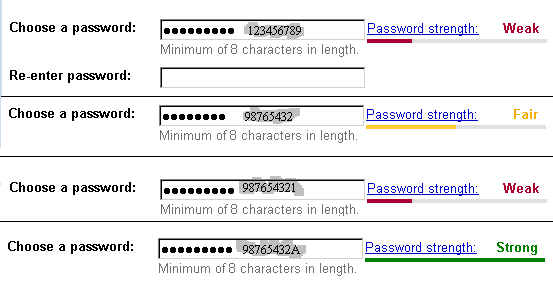 Choose a password: ●●●●●●●●● 123456789 Password strength: Weak
Minimum of 8 characters in length.
Re-enter password:
Choose a password: ●●●●●●●● 98765432 Password strength: Fair
Minimum of 8 characters in length.
Choose a password: ●●●●●●●●● 987654321 Password strength: Weak
Minimum of 8 characters in length.
Choose a password: ●●●●●●●●● 98765432A Password strength: Strong
Minimum of 8 characters in length.